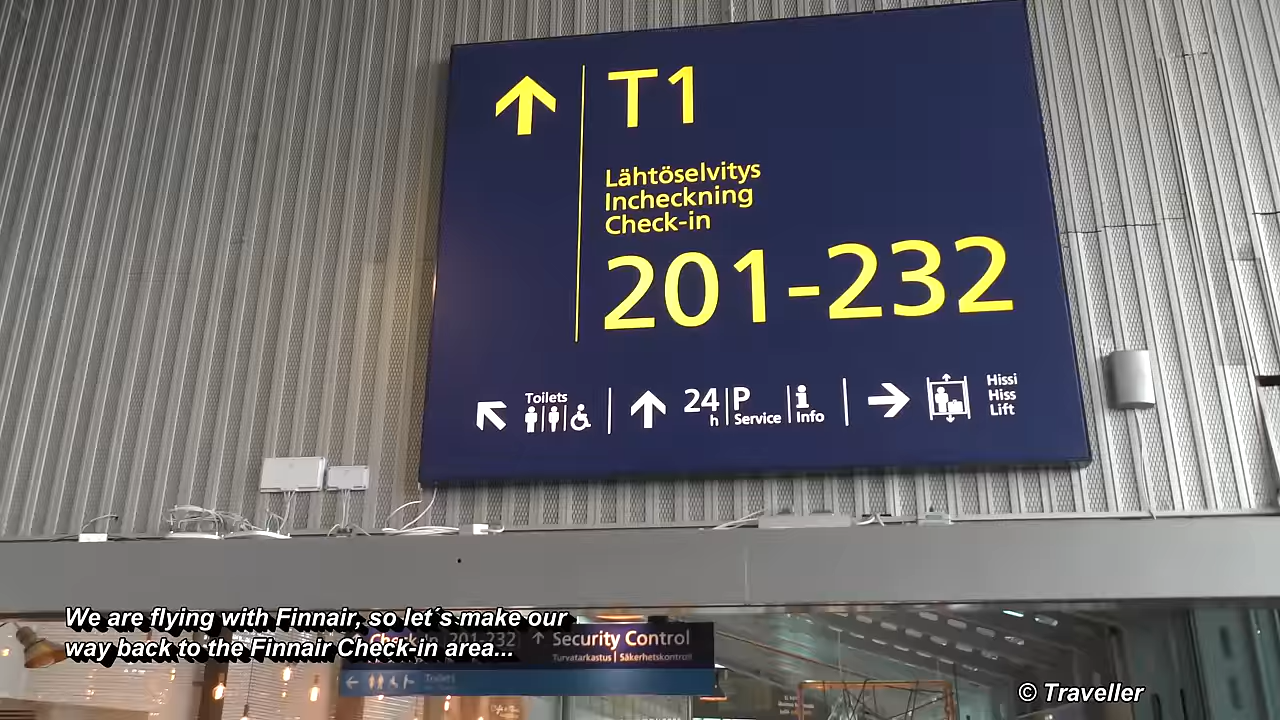 T1
Lähtöselvitys
Incheckning
Check-in
201-232
Toilets
24 h
P Service
Info
Hissi
Hiss
Lift
We are flying with Finnair, so let´s make our
way back to the Finnair Check-in area...
Check-in 201-232
Security Control
Turvatarkastus | Säkerhetskontroll
Toilets
© Traveller